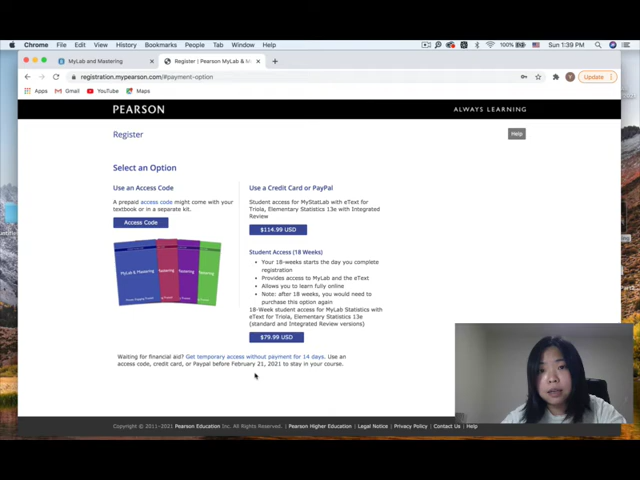 Chrome File Edit View History Bookmarks People Tab Window Help 100% Sun 1:39 PM
MyLab and Mastering Register | Pearson MyLab & M
registration.mypearson.com/#payment-option Update
Apps Gmail YouTube Maps
PEARSON ALWAYS LEARNING
Register Help
Select an Option
Use an Access Code
A prepaid access code might come with your
textbook or in a separate kit.
Access Code
MyLab & Mastering
Mastering
Mastering
Mastering
Use a Credit Card or PayPal
Student access for MyStatLab with eText for
Triola, Elementary Statistics 13e with Integrated
Review
$114.99 USD
Student Access (18 Weeks)
• Your 18-weeks starts the day you complete
registration
• Provides access to MyLab and the eText
• Allows you to learn fully online
• Note: after 18 weeks, you would need to
purchase this option again
18-Week student access for MyLab Statistics with
eText for Triola, Elementary Statistics 13e
(standard and Integrated Review versions)
$79.99 USD
Waiting for financial aid? Get temporary access without payment for 14 days. Use an
access code, credit card, or Paypal before February 21, 2021 to stay in your course.
Copyright © 2011–2021 Pearson Education Inc. All Rights Reserved. | Pearson Higher Education | Legal Notice | Privacy Policy | Contact Us | Help